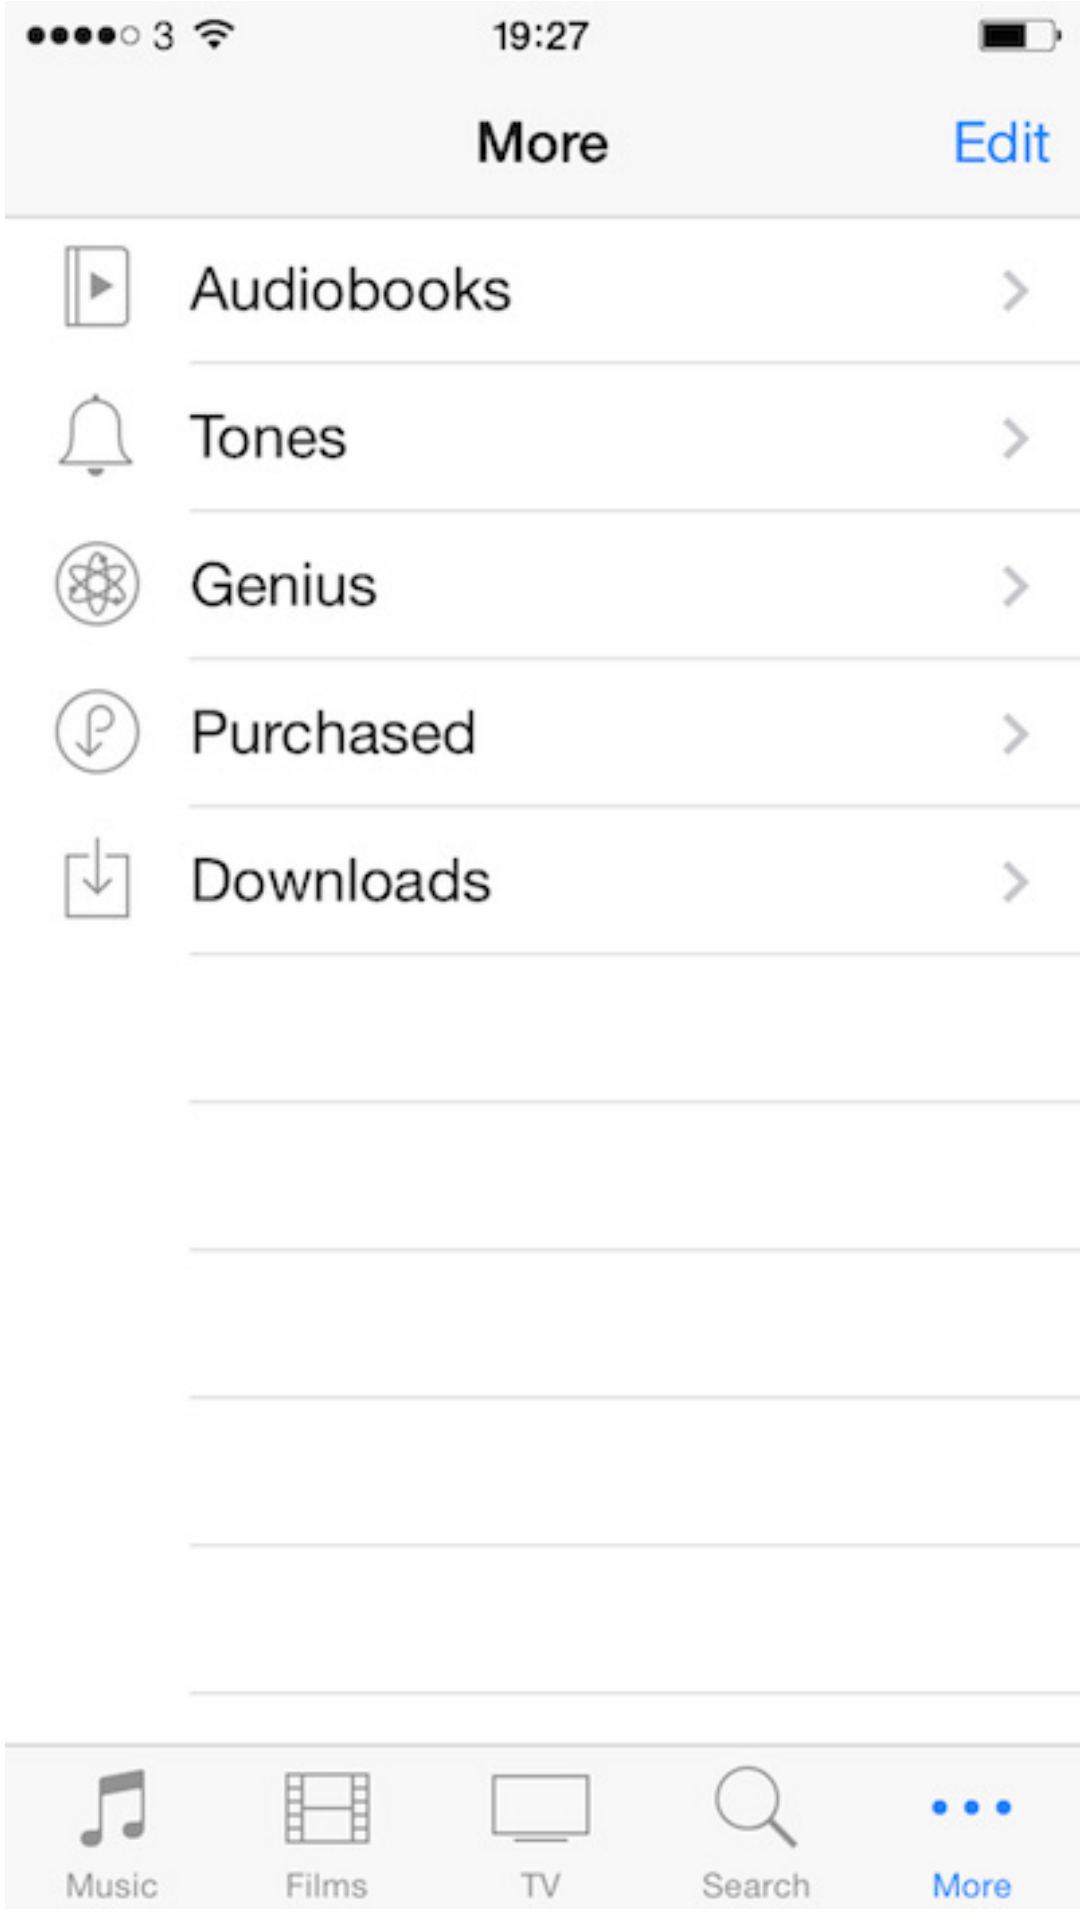 3 19:27
More Edit
Audiobooks
Tones
Genius
Purchased
Downloads
Music Films TV Search More